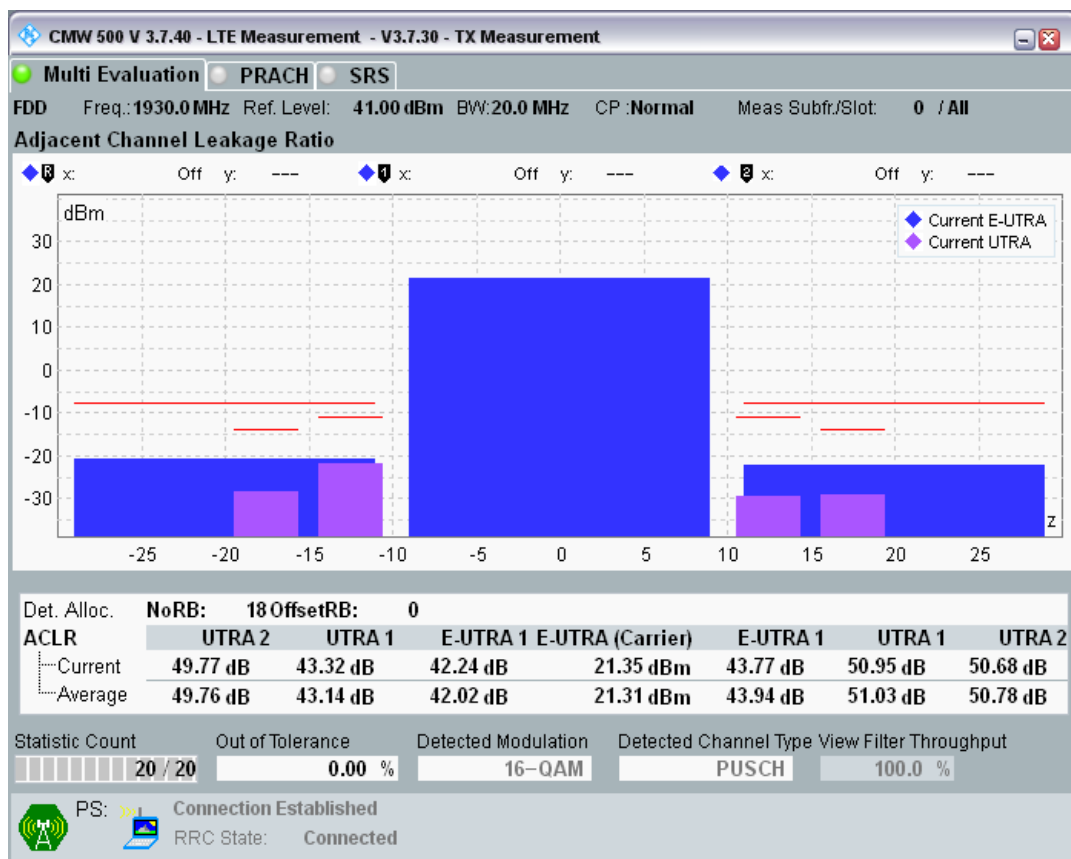 CMW 500 V 3.7.40 - LTE Measurement - V3.7.30 - TX Measurement
Multi Evaluation PRACH SRS
FDD Freq.: 1930.0 MHz Ref. Level: 41.00 dBm BW: 20.0 MHz CP : Normal Meas Subfr./Slot: 0 / All
Adjacent Channel Leakage Ratio
R x: Off y: --- 1 x: Off y: --- 2 x: Off y: ---
dBm
Current E-UTRA
Current UTRA
30
20
10
0
-10
-20
-30
z
-25 -20 -15 -10 -5 0 5 10 15 20 25
Det. Alloc. NoRB: 18 OffsetRB: 0
ACLR UTRA 2 UTRA 1 E-UTRA 1 E-UTRA (Carrier) E-UTRA 1 UTRA 1 UTRA 2
Current 49.77 dB 43.32 dB 42.24 dB 21.35 dBm 43.77 dB 50.95 dB 50.68 dB
Average 49.76 dB 43.14 dB 42.02 dB 21.31 dBm 43.94 dB 51.03 dB 50.78 dB
Statistic Count Out of Tolerance Detected Modulation Detected Channel Type View Filter Throughput
20 / 20 0.00 % 16-QAM PUSCH 100.0 %
PS: Connection Established
RRC State: Connected